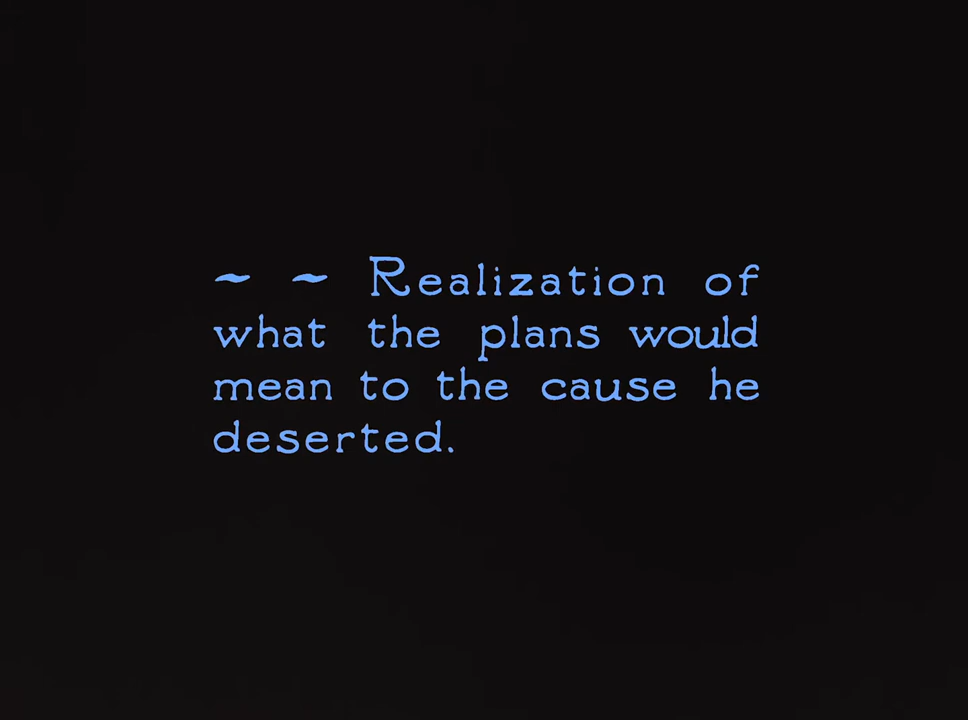 ~ ~ Realization of
what the plans would
mean to the cause he
deserted.